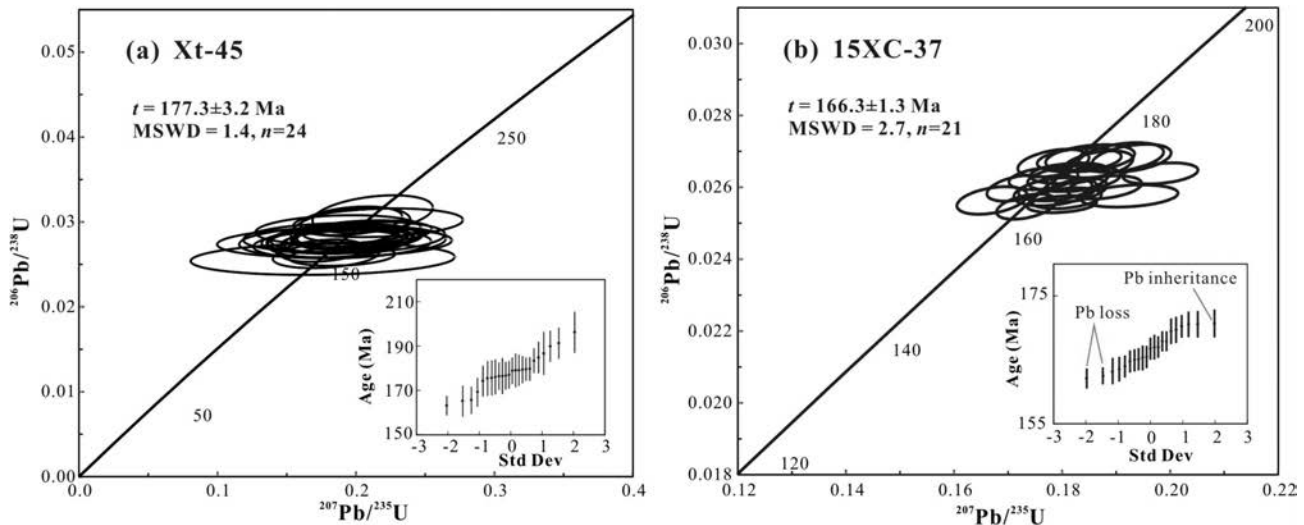 (a) Xt-45
t = 177.3±3.2 Ma
MSWD = 1.4, n=24
0.05
0.04
0.03
0.02
0.01
0.00
²⁰⁶Pb/²³⁸U
250
150
50
210
190
170
150
Age (Ma)
-3 -2 -1 0 1 2 3
Std Dev
0.0 0.1 0.2 0.3 0.4
²⁰⁷Pb/²³⁵U
(b) 15XC-37
t = 166.3±1.3 Ma
MSWD = 2.7, n=21
0.030
0.028
0.026
0.024
0.022
0.020
0.018
²⁰⁶Pb/²³⁸U
200
180
160
140
120
Pb inheritance
Pb loss
175
155
Age (Ma)
-3 -2 -1 0 1 2 3
Std Dev
0.12 0.14 0.16 0.18 0.20 0.22
²⁰⁷Pb/²³⁵U